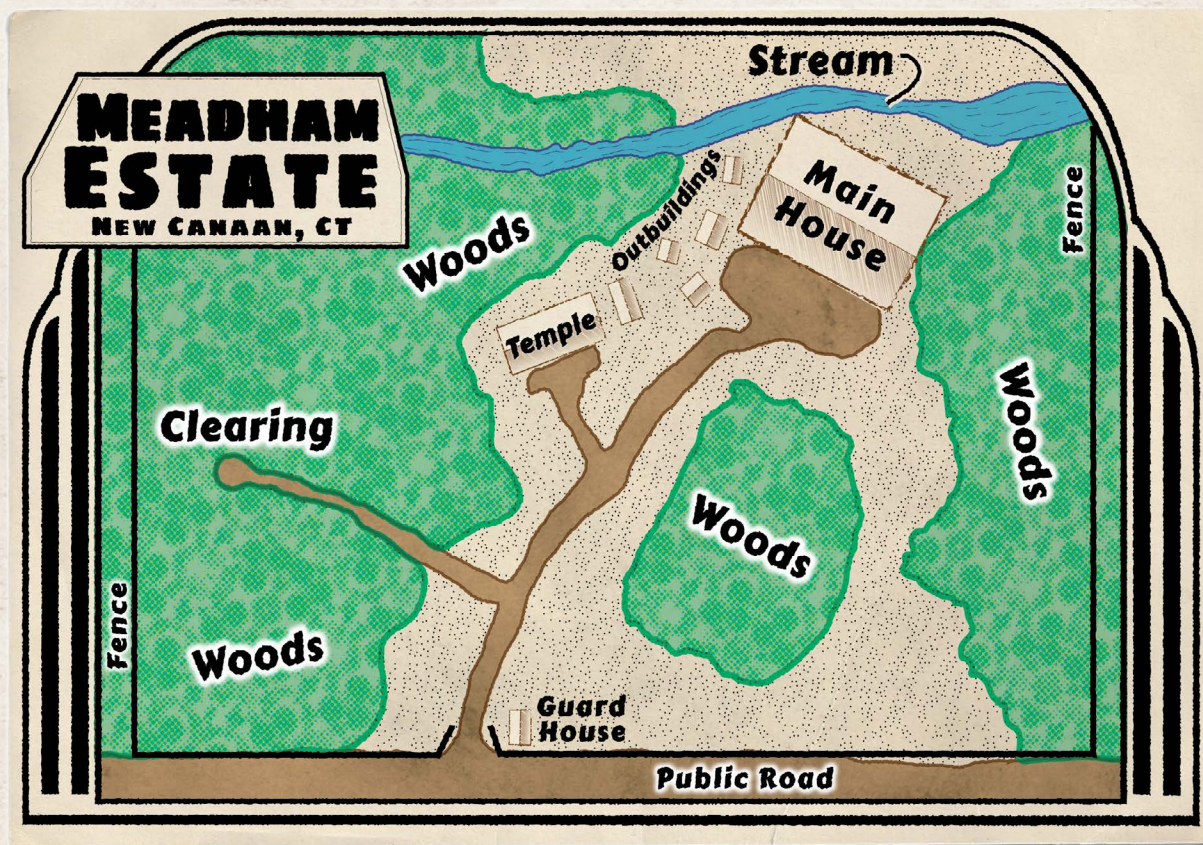 MEADHAM
ESTATE
NEW CANAAN, CT
Stream
Main
House
Outbuildings
Fence
Woods
Temple
Woods
Clearing
Woods
Fence
Woods
Guard
House
Public Road